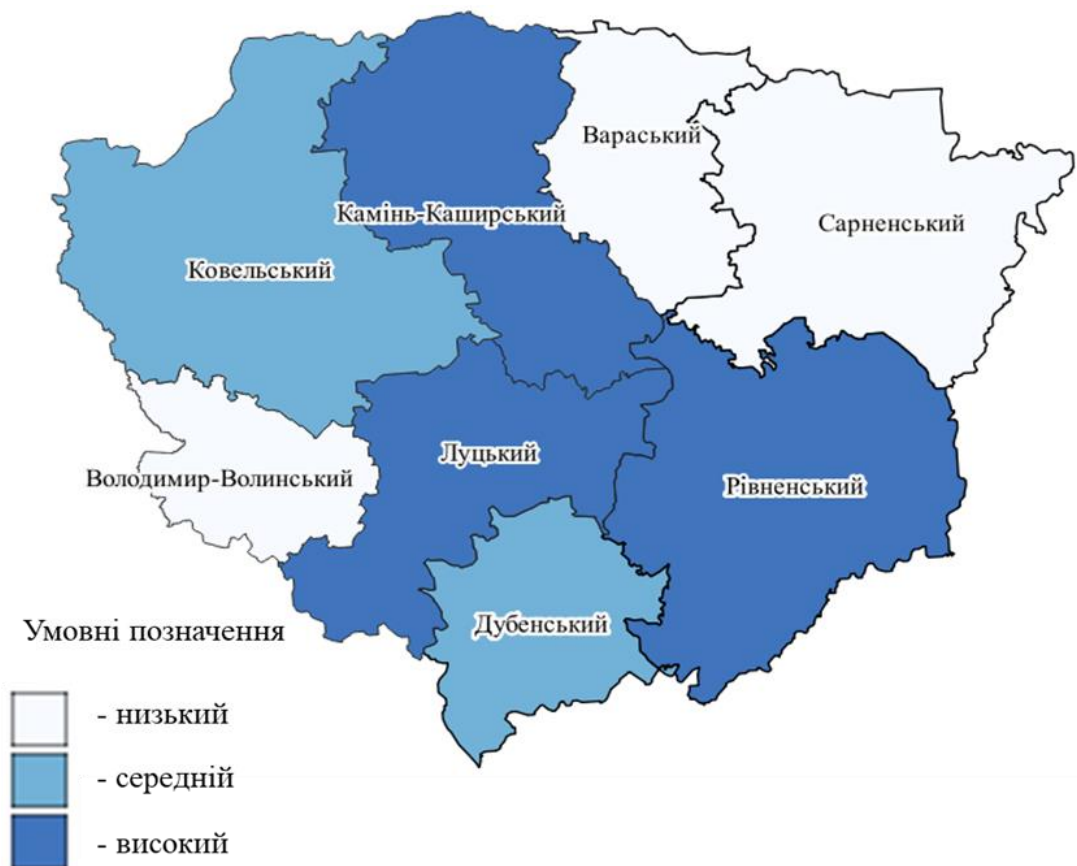 Вараський
Камінь-Каширський
Сарненський
Ковельський
Луцький
Володимир-Волинський
Рівненський
Дубенський
Умовні позначення
- низький
- середній
- високий